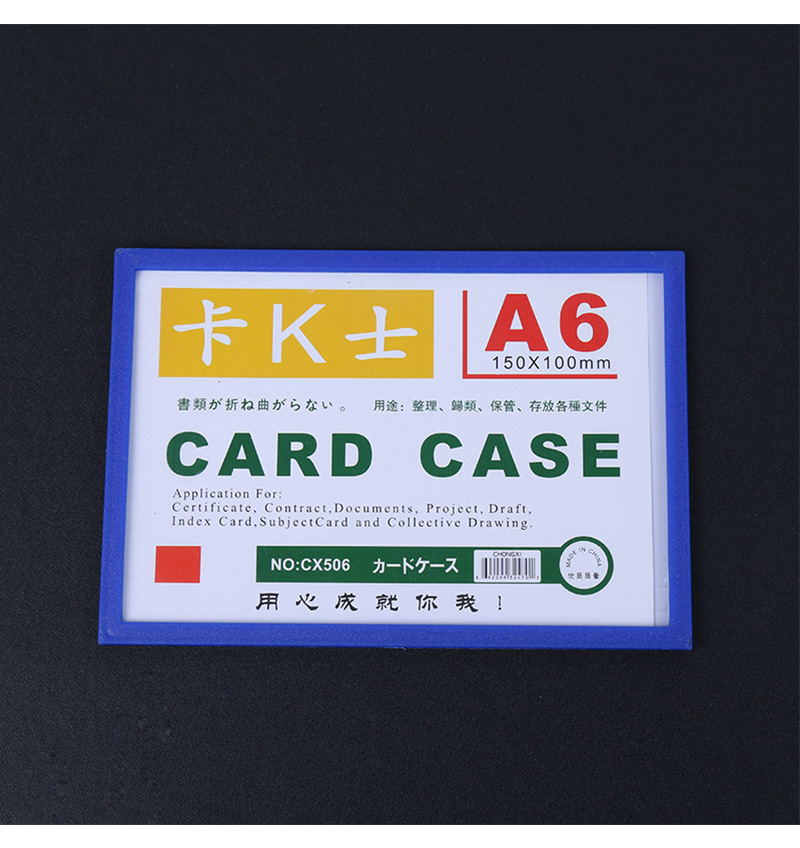 卡K士
A6
150X100mm
書類が折ね曲がらない。 用途：整理、歸類、保管、存放各種文件
CARD CASE
Application For:
Certificate, Contract,Documents, Project, Draft,
Index Card,SubjectCard and Collective Drawing.
NO:CX506 カードケース
CHONGXI
MADE IN CHINA
用心成就你我!